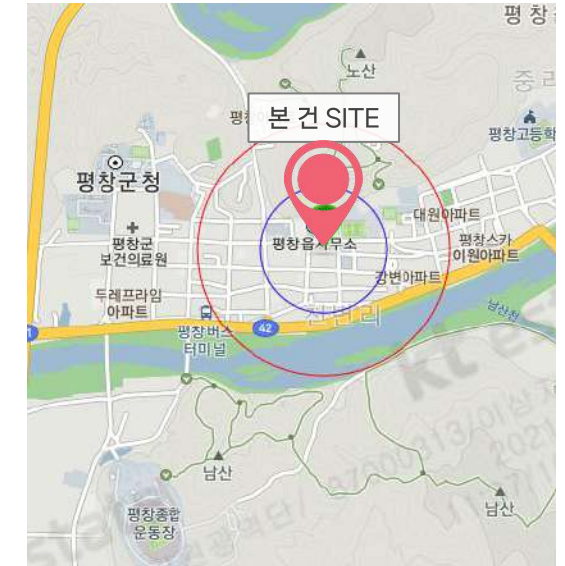 평창
노산
중리
본 건 SITE
평창고등학
평창군청
대원아파트
평창군
보건의료원
평창읍사무소
평창스카
이원아파트
강변아파트
두레프라임
아파트
천변리
남산천
42
평창버스
터미널
남산
남산
평창종합
운동장